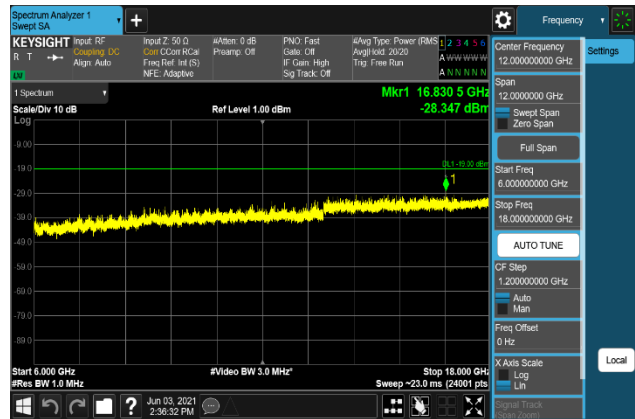 Spectrum Analyzer 1
Swept SA
+
Frequency
KEYSIGHT
R T
LW
Input: RF
Coupling: DC
Align: Auto
Input Z: 50 Ω
Corr CCorr RCal
Freq Ref: Int (S)
NFE: Adaptive
#Atten: 0 dB
Preamp: Off
PNO: Fast
Gate: Off
IF Gain: High
Sig Track: Off
#Avg Type: Power (RMS
Avg|Hold: 20/20
Trig: Free Run
1 2 3 4 5 6
A W W W W W
A N N N N N
1 Spectrum
Scale/Div 10 dB
Ref Level 1.00 dBm
Mkr1 16.830 5 GHz
-28.347 dBm
Log
-9.00
-19.0
-29.0
-39.0
-49.0
-59.0
-69.0
-79.0
-89.0
DL1 -19.00 dBm
1
Start 6.000 GHz
#Res BW 1.0 MHz
#Video BW 3.0 MHz*
Stop 18.000 GHz
Sweep ~23.0 ms (24001 pts
?
Jun 03, 2021
2:36:32 PM
Center Frequency
12.000000000 GHz
Settings
Span
12.0000000 GHz
Swept Span
Zero Span
Full Span
Start Freq
6.000000000 GHz
Stop Freq
18.000000000 GHz
AUTO TUNE
CF Step
1.200000000 GHz
Auto
Man
Freq Offset
0 Hz
X Axis Scale
Log
Lin
Local
Signal Track
(Span Zoom)